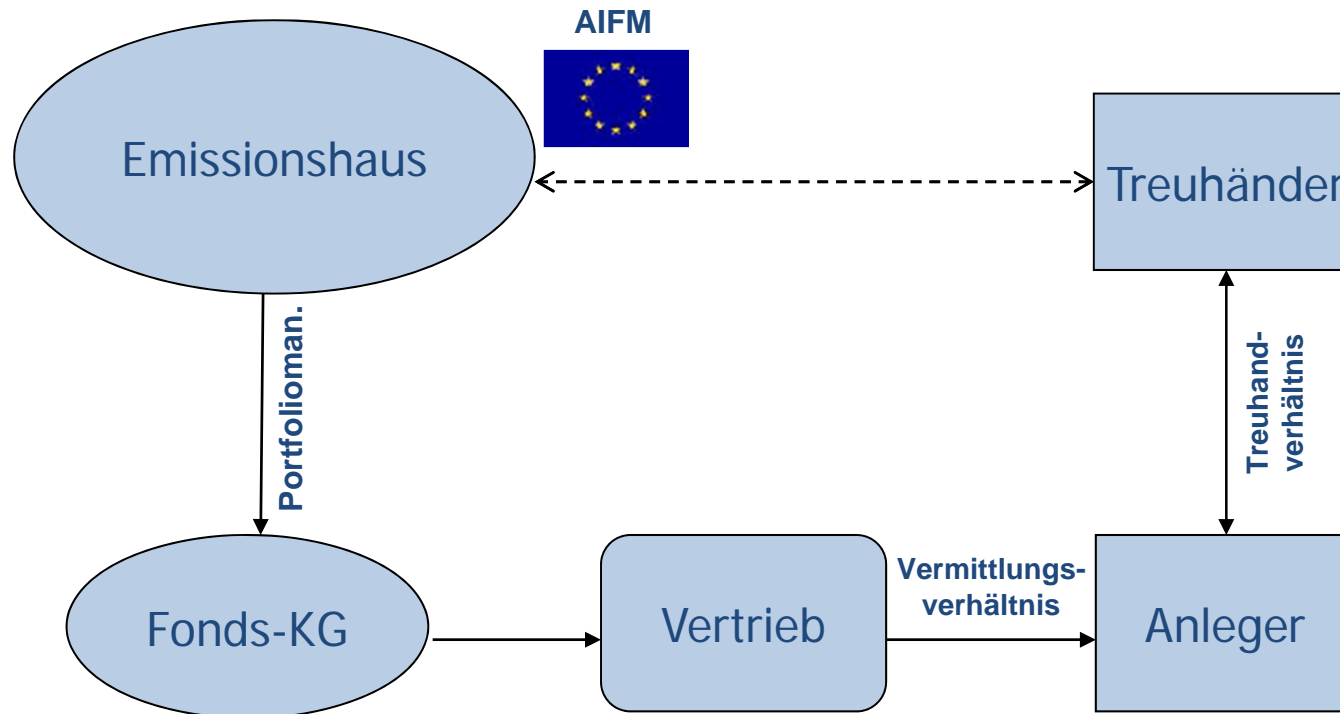 AIFM
Emissionshaus
Treuhänder
Portfolioman.
Treuhand-
verhältnis
Fonds-KG
Vertrieb
Vermittlungs-
verhältnis
Anleger